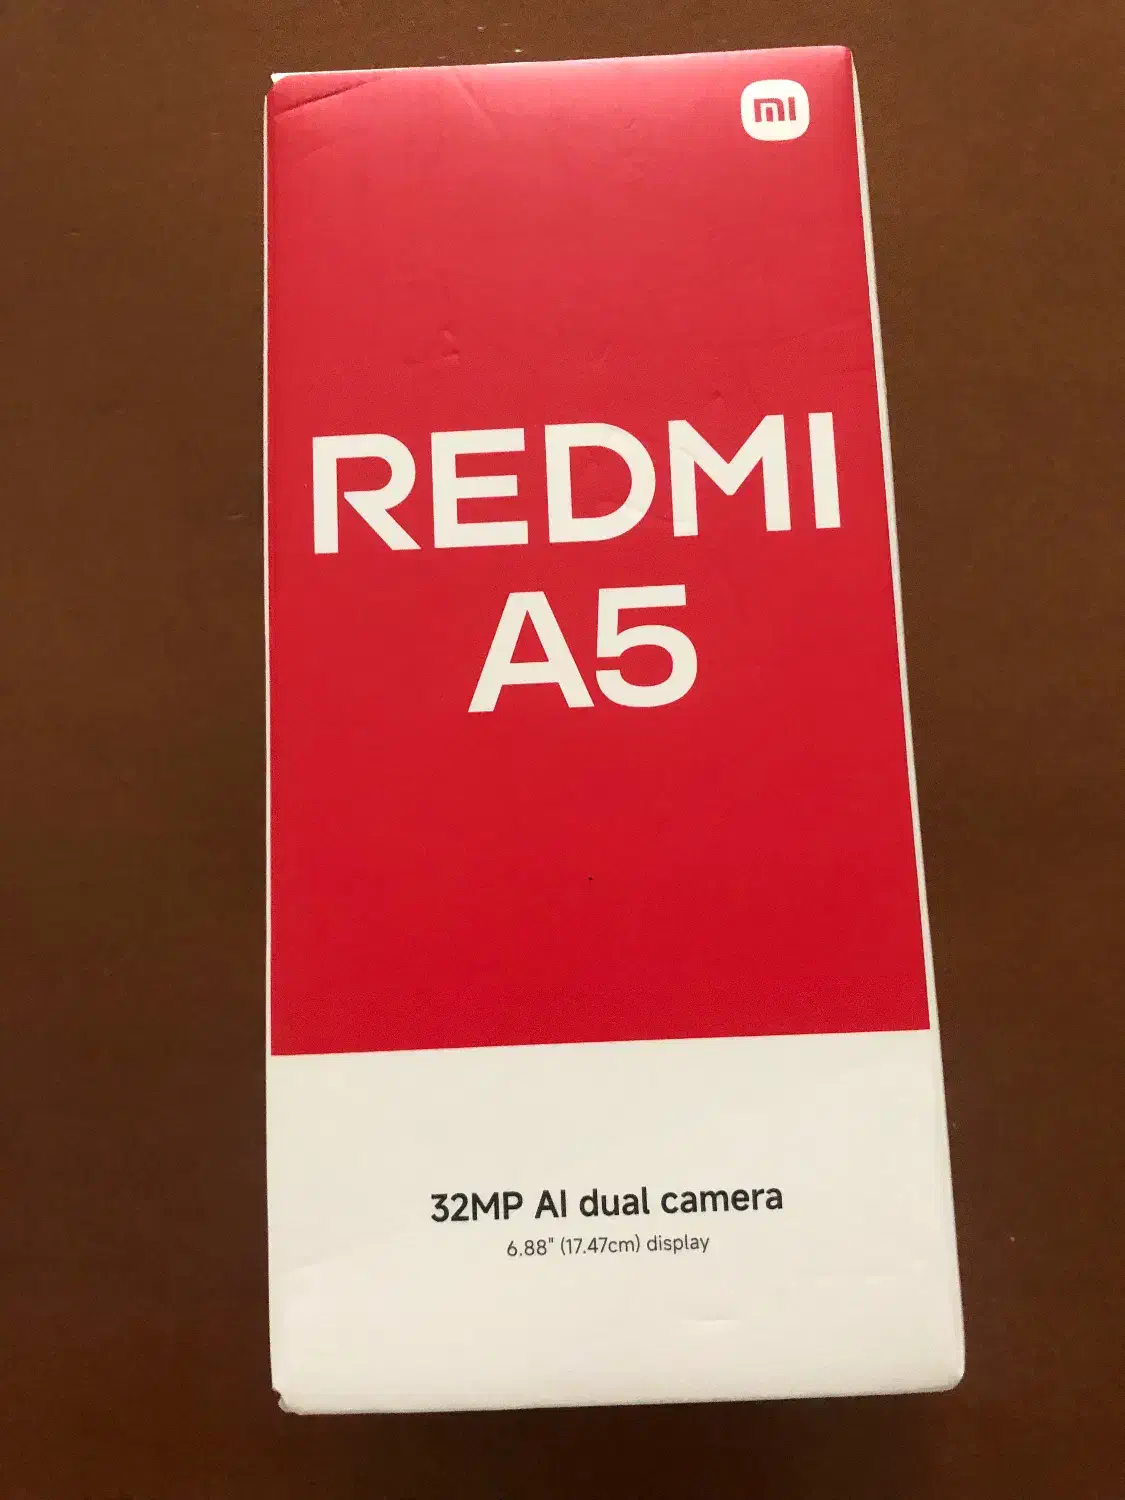 mi
REDMI
A5
32MP AI dual camera
6.88" (17.47cm) display